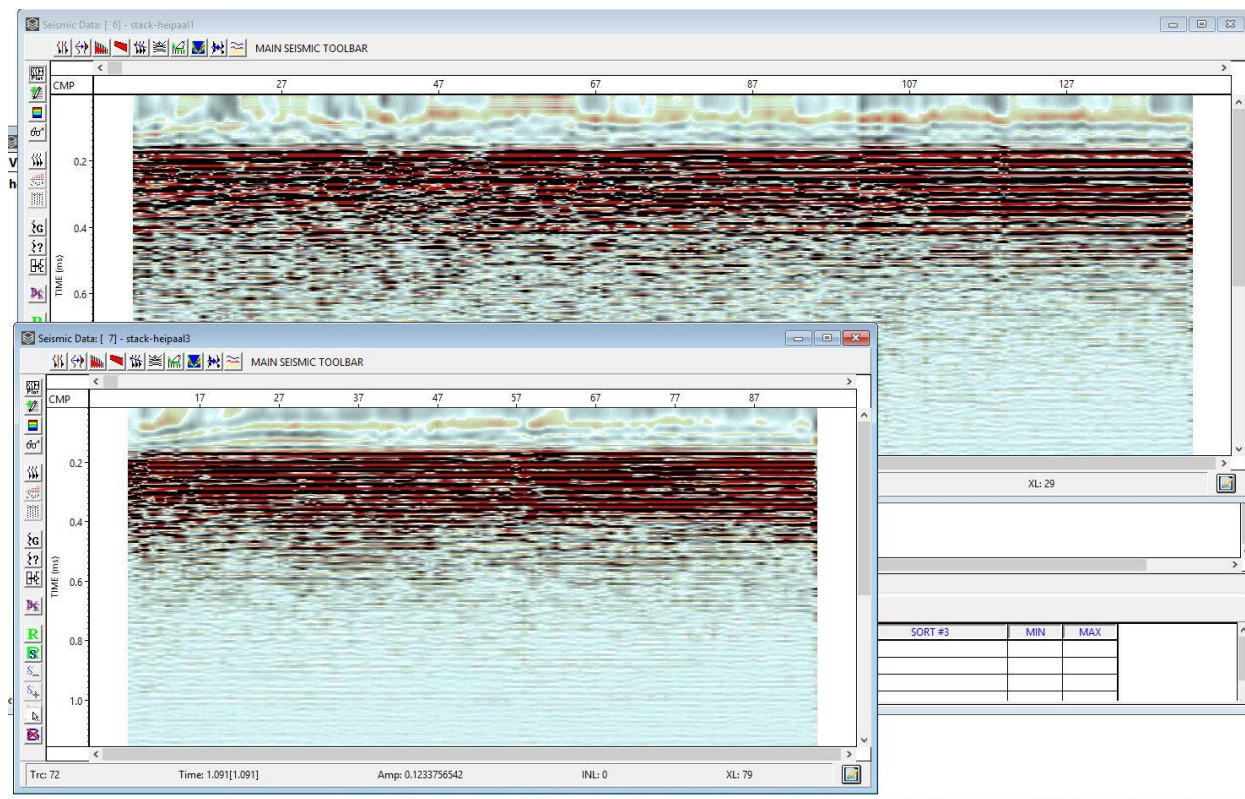 Seismic Data: [ 6] - stack-heipaal1
MAIN SEISMIC TOOLBAR
CMP 27 47 67 87 107 127
0.2
0.4
0.6
TIME (ms)
XL: 29
Seismic Data: [ 7] - stack-heipaal3
MAIN SEISMIC TOOLBAR
CMP 17 27 37 47 57 67 77 87
0.2
0.4
0.6
0.8
1.0
TIME (ms)
SORT #3 MIN MAX
Trc: 72 Time: 1.091[1.091] Amp: 0.1233756542 INL: 0 XL: 79